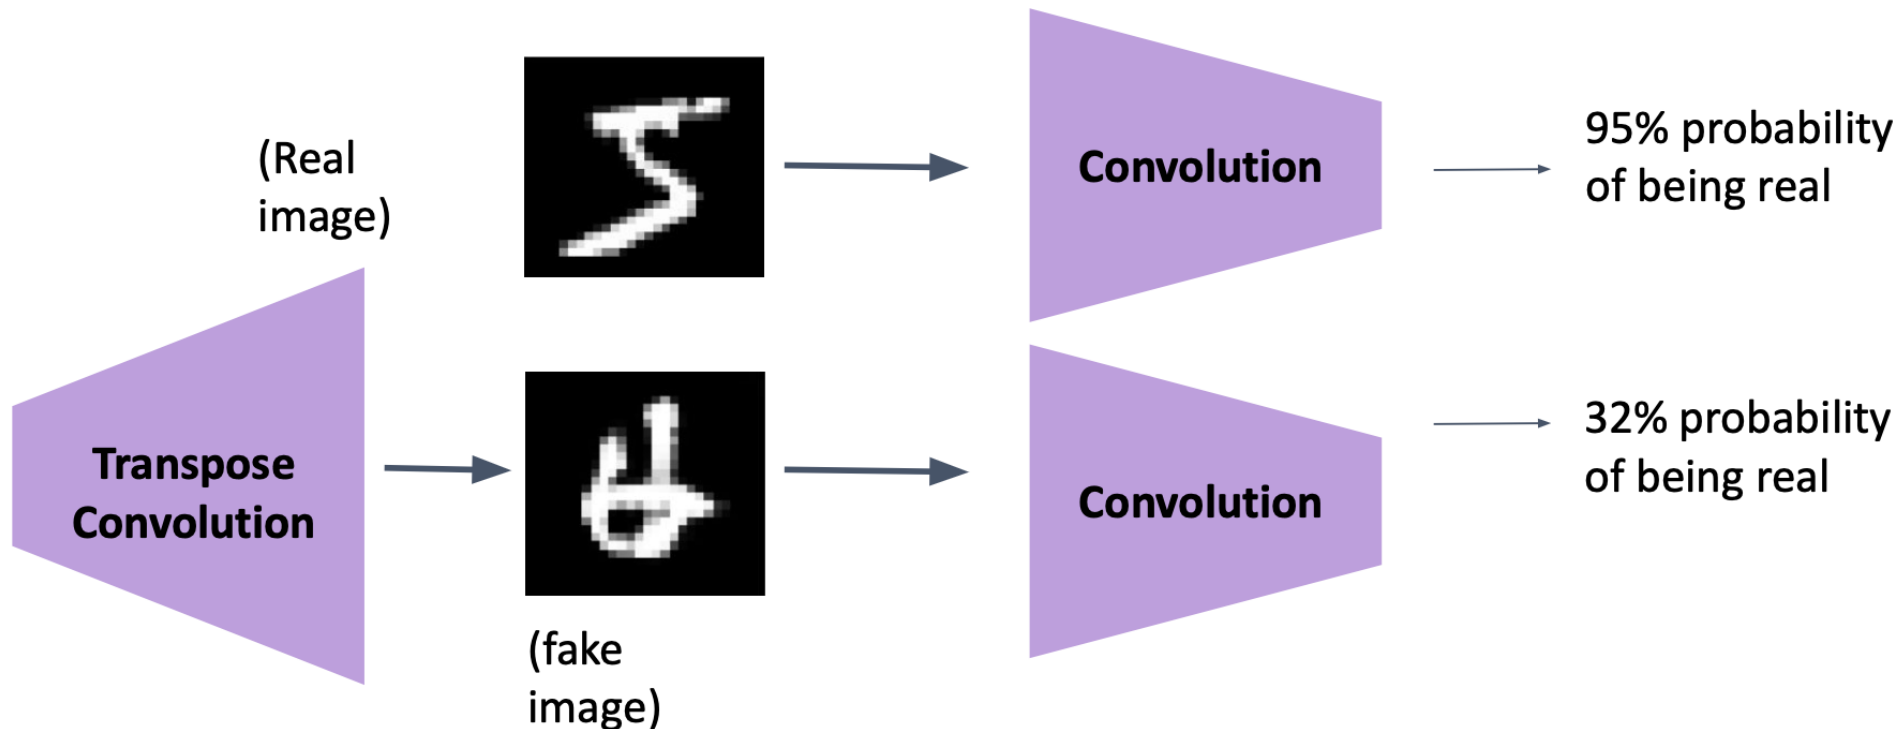 (Real
image)
Convolution
95% probability
of being real
Transpose
Convolution
(fake
image)
Convolution
32% probability
of being real